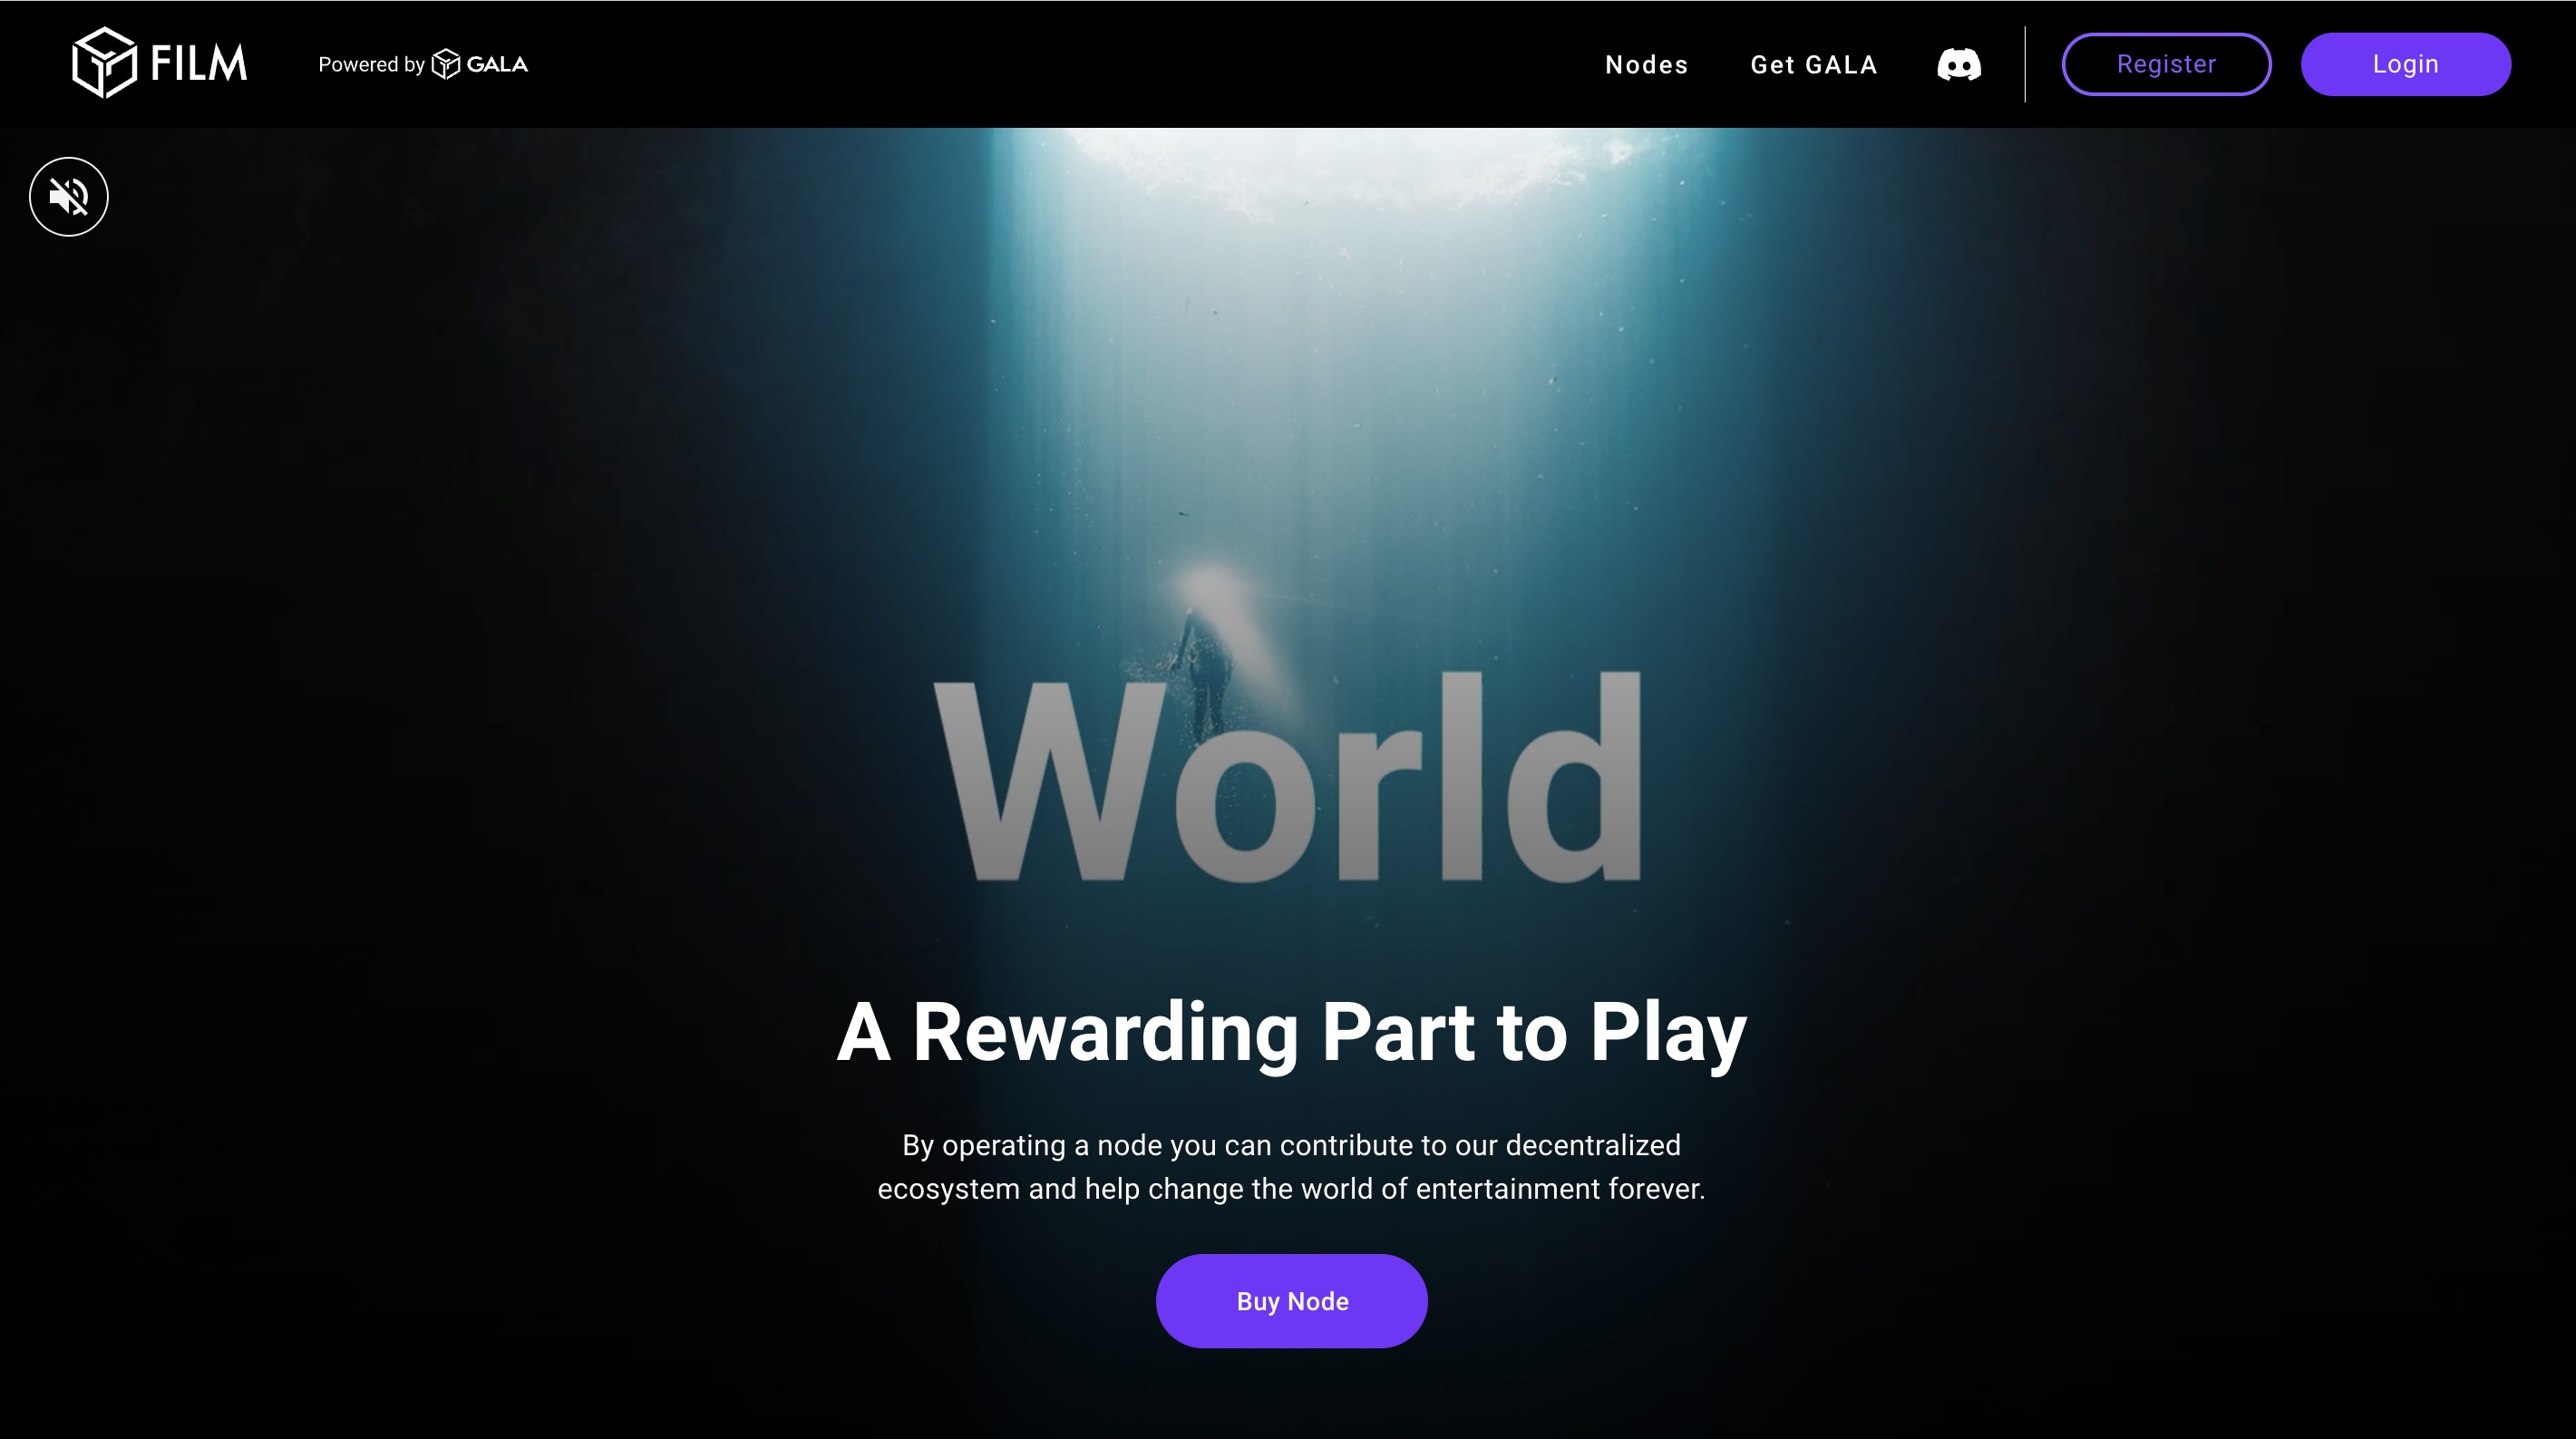 FILM
Powered by GALA
Nodes
Get GALA
Register
Login
World
A Rewarding Part to Play
By operating a node you can contribute to our decentralized
ecosystem and help change the world of entertainment forever.
Buy Node